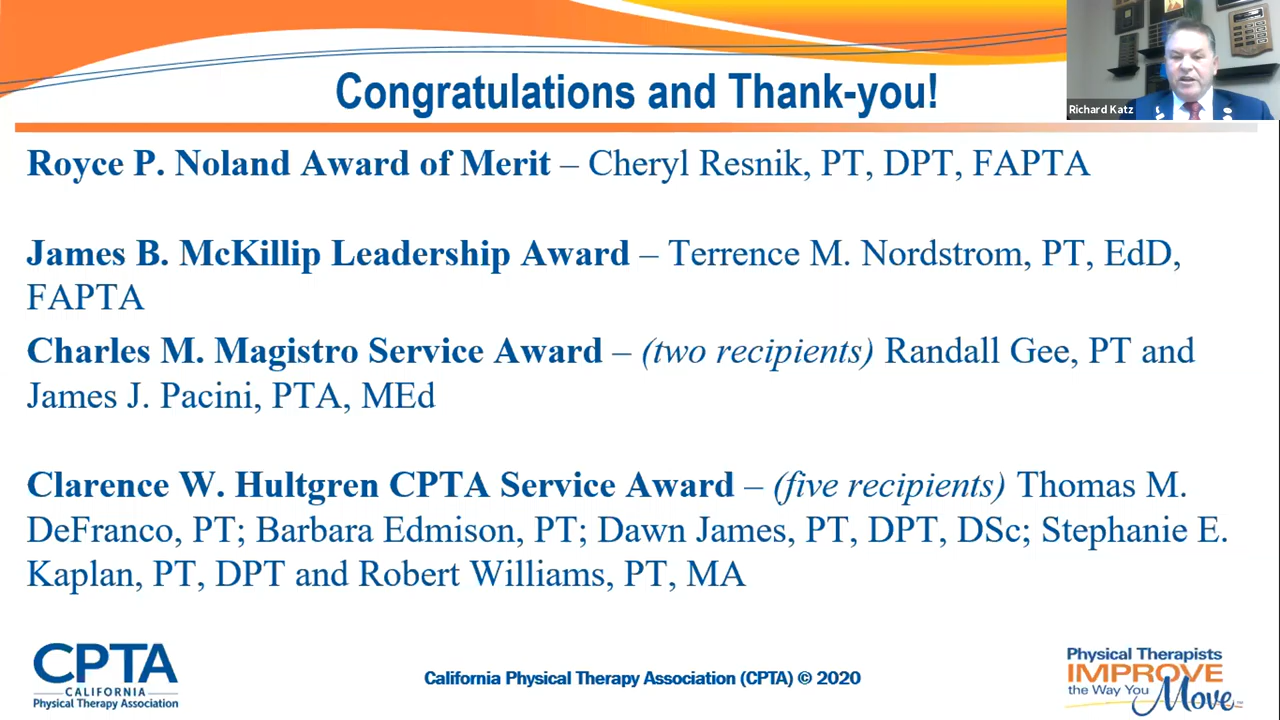 Congratulations and Thank-you!
Richard Katz
Royce P. Noland Award of Merit – Cheryl Resnik, PT, DPT, FAPTA
James B. McKillip Leadership Award – Terrence M. Nordstrom, PT, EdD,
FAPTA
Charles M. Magistro Service Award – (two recipients) Randall Gee, PT and
James J. Pacini, PTA, MEd
Clarence W. Hultgren CPTA Service Award – (five recipients) Thomas M.
DeFranco, PT; Barbara Edmison, PT; Dawn James, PT, DPT, DSc; Stephanie E.
Kaplan, PT, DPT and Robert Williams, PT, MA
CPTA
CALIFORNIA
Physical Therapy Association
California Physical Therapy Association (CPTA) © 2020
Physical Therapists
IMPROVE
the Way You
Move